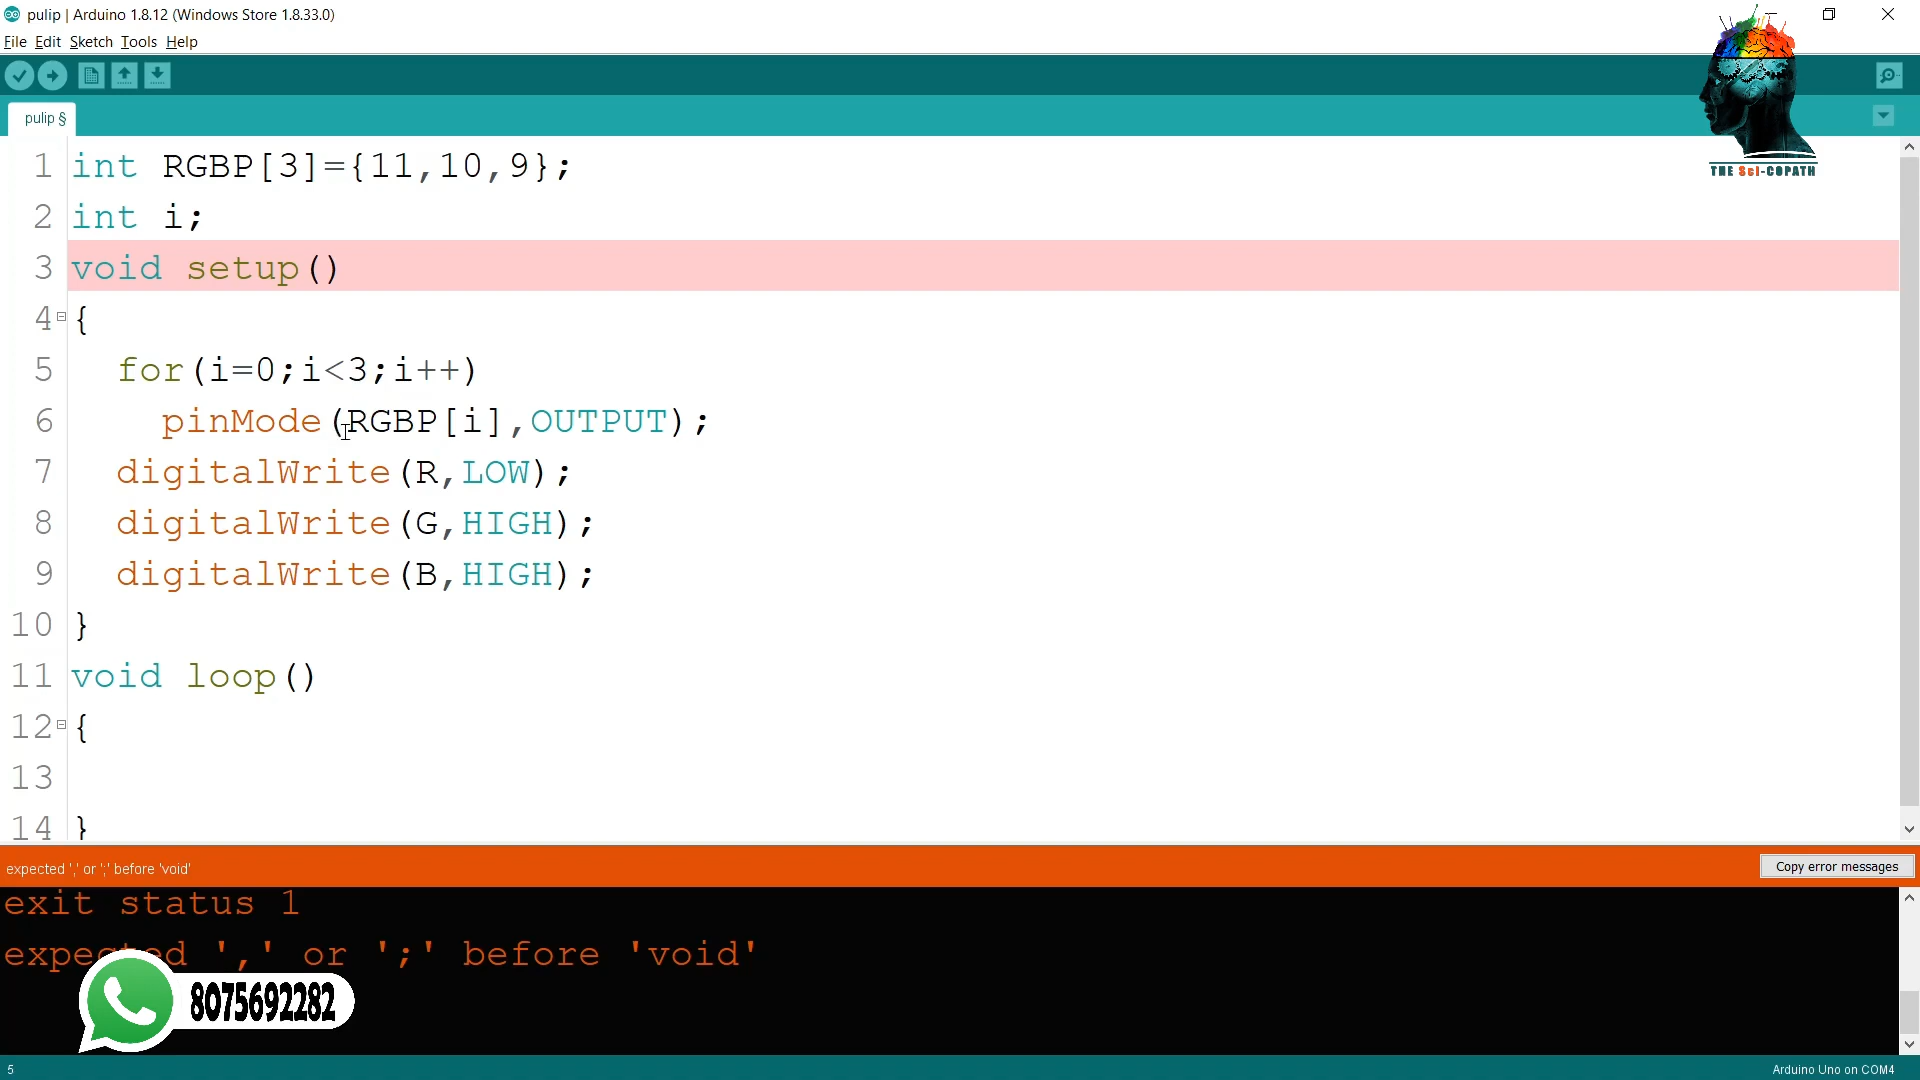 pulip | Arduino 1.8.12 (Windows Store 1.8.33.0)
File Edit Sketch Tools Help
pulip §
THE Sci-COPATH
1 int RGBP[3]={11,10,9};
2 int i;
3 void setup()
4 {
5 for(i=0;i<3;i++)
6 pinMode(RGBP[i],OUTPUT);
7 digitalWrite(R,LOW);
8 digitalWrite(G,HIGH);
9 digitalWrite(B,HIGH);
10 }
11 void loop()
12 {
13
14 }
expected ',' or ';' before 'void'
Copy error messages
exit status 1
expected ',' or ';' before 'void'
8075692282
5
Arduino Uno on COM4